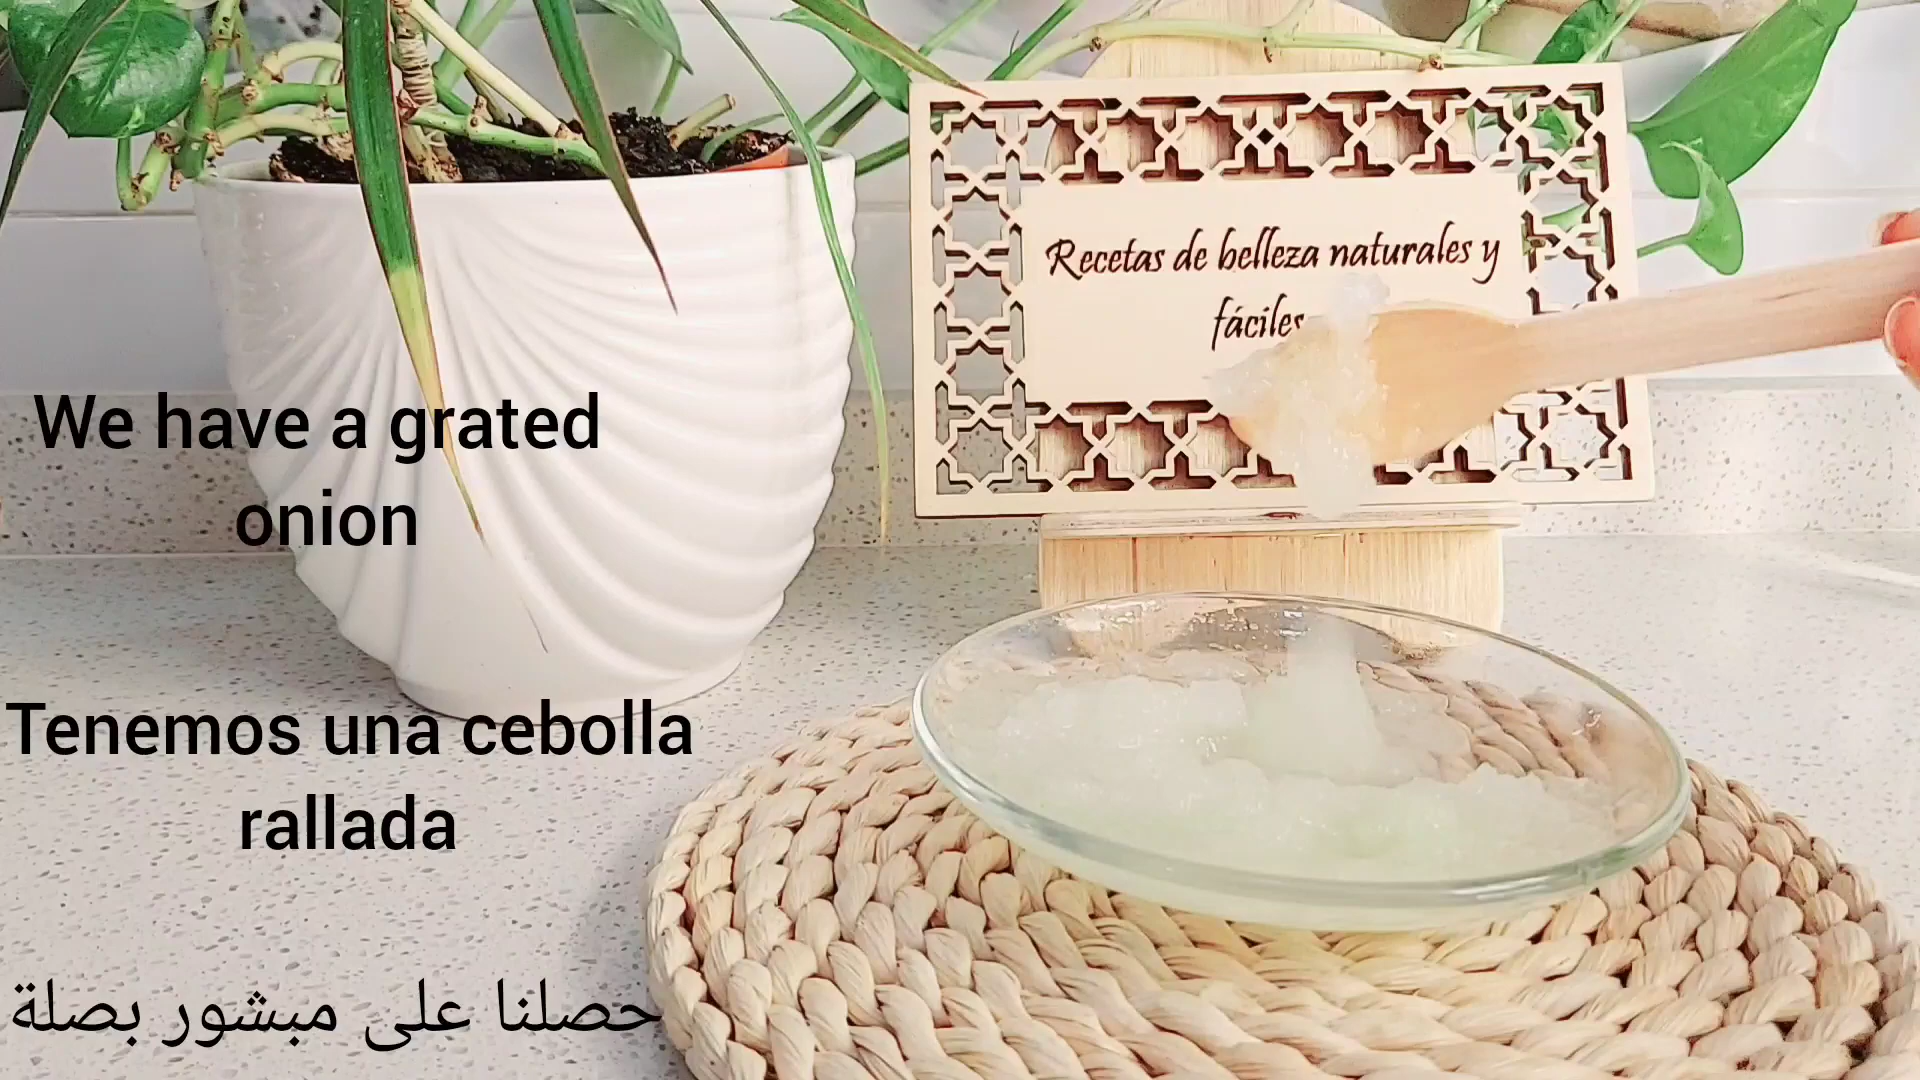 Recetas de belleza naturales y
fáciles
We have a grated
onion
Tenemos una cebolla
rallada
حصلنا على مبشور بصلة